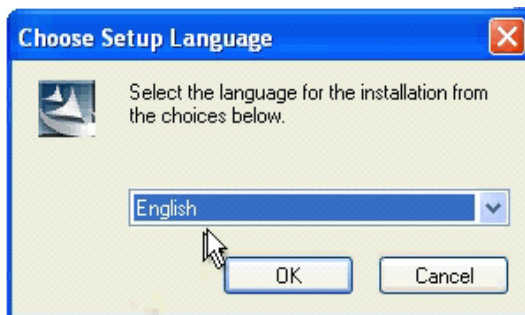 Choose Setup Language
Select the language for the installation from
the choices below.
English
OK Cancel